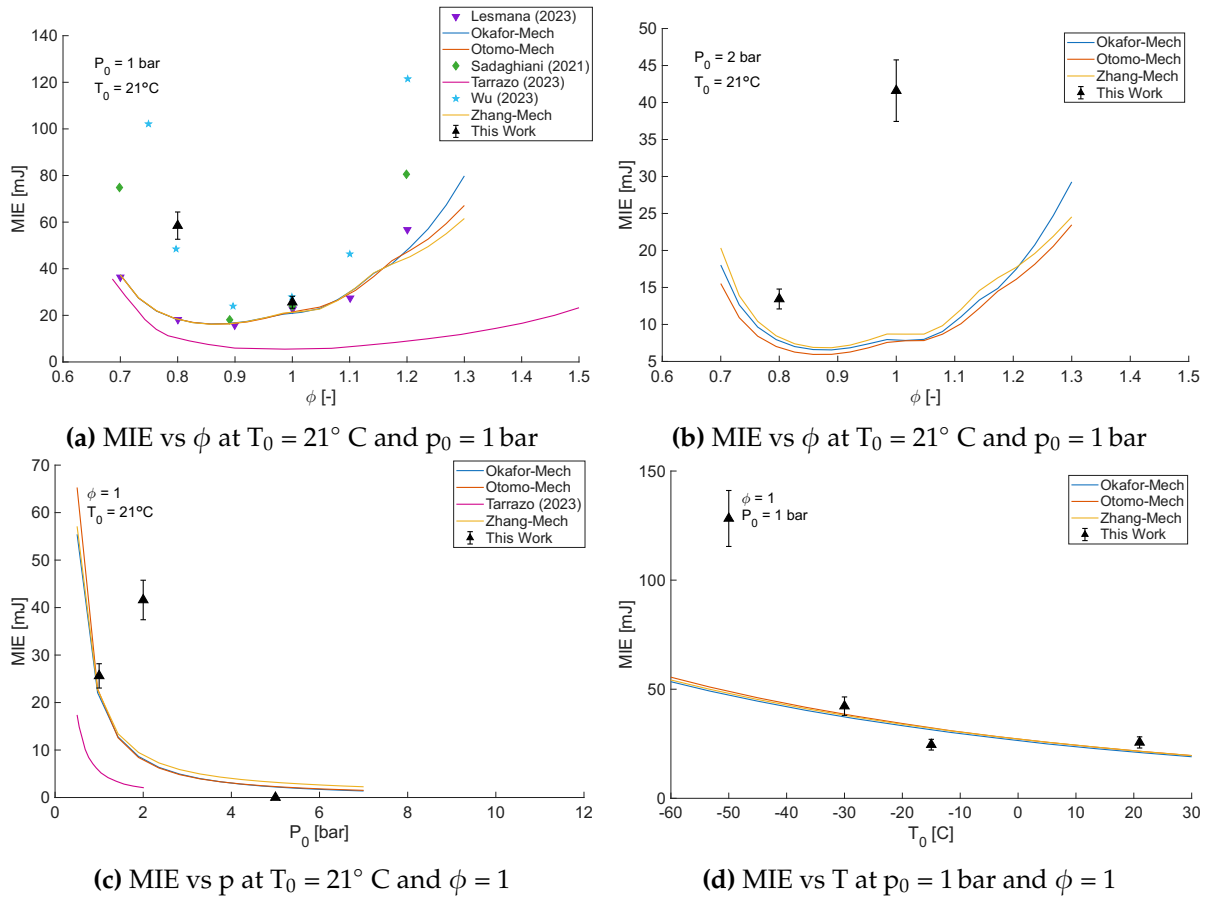 140
120
100
80
60
40
20
0
MIE [mJ]
P0 = 1 bar
T0 = 21ºC
Lesmana (2023)
Okafor-Mech
Otomo-Mech
Sadaghiani (2021)
Tarrazo (2023)
Wu (2023)
Zhang-Mech
This Work
0.6 0.7 0.8 0.9 1 1.1 1.2 1.3 1.4 1.5
ϕ [-]
(a) MIE vs ϕ at T0 = 21° C and p0 = 1 bar
50
45
40
35
30
25
20
15
10
5
MIE [mJ]
P0 = 2 bar
T0 = 21ºC
Okafor-Mech
Otomo-Mech
Zhang-Mech
This Work
0.6 0.7 0.8 0.9 1 1.1 1.2 1.3 1.4 1.5
ϕ [-]
(b) MIE vs ϕ at T0 = 21° C and p0 = 1 bar
70
60
50
40
30
20
10
0
MIE [mJ]
ϕ = 1
T0 = 21ºC
Okafor-Mech
Otomo-Mech
Tarrazo (2023)
Zhang-Mech
This Work
0 2 4 6 8 10 12
P0 [bar]
(c) MIE vs p at T0 = 21° C and ϕ = 1
150
100
50
0
MIE [mJ]
ϕ = 1
P0 = 1 bar
Okafor-Mech
Otomo-Mech
Zhang-Mech
This Work
-60 -50 -40 -30 -20 -10 0 10 20 30
T0 [C]
(d) MIE vs T at p0 = 1 bar and ϕ = 1